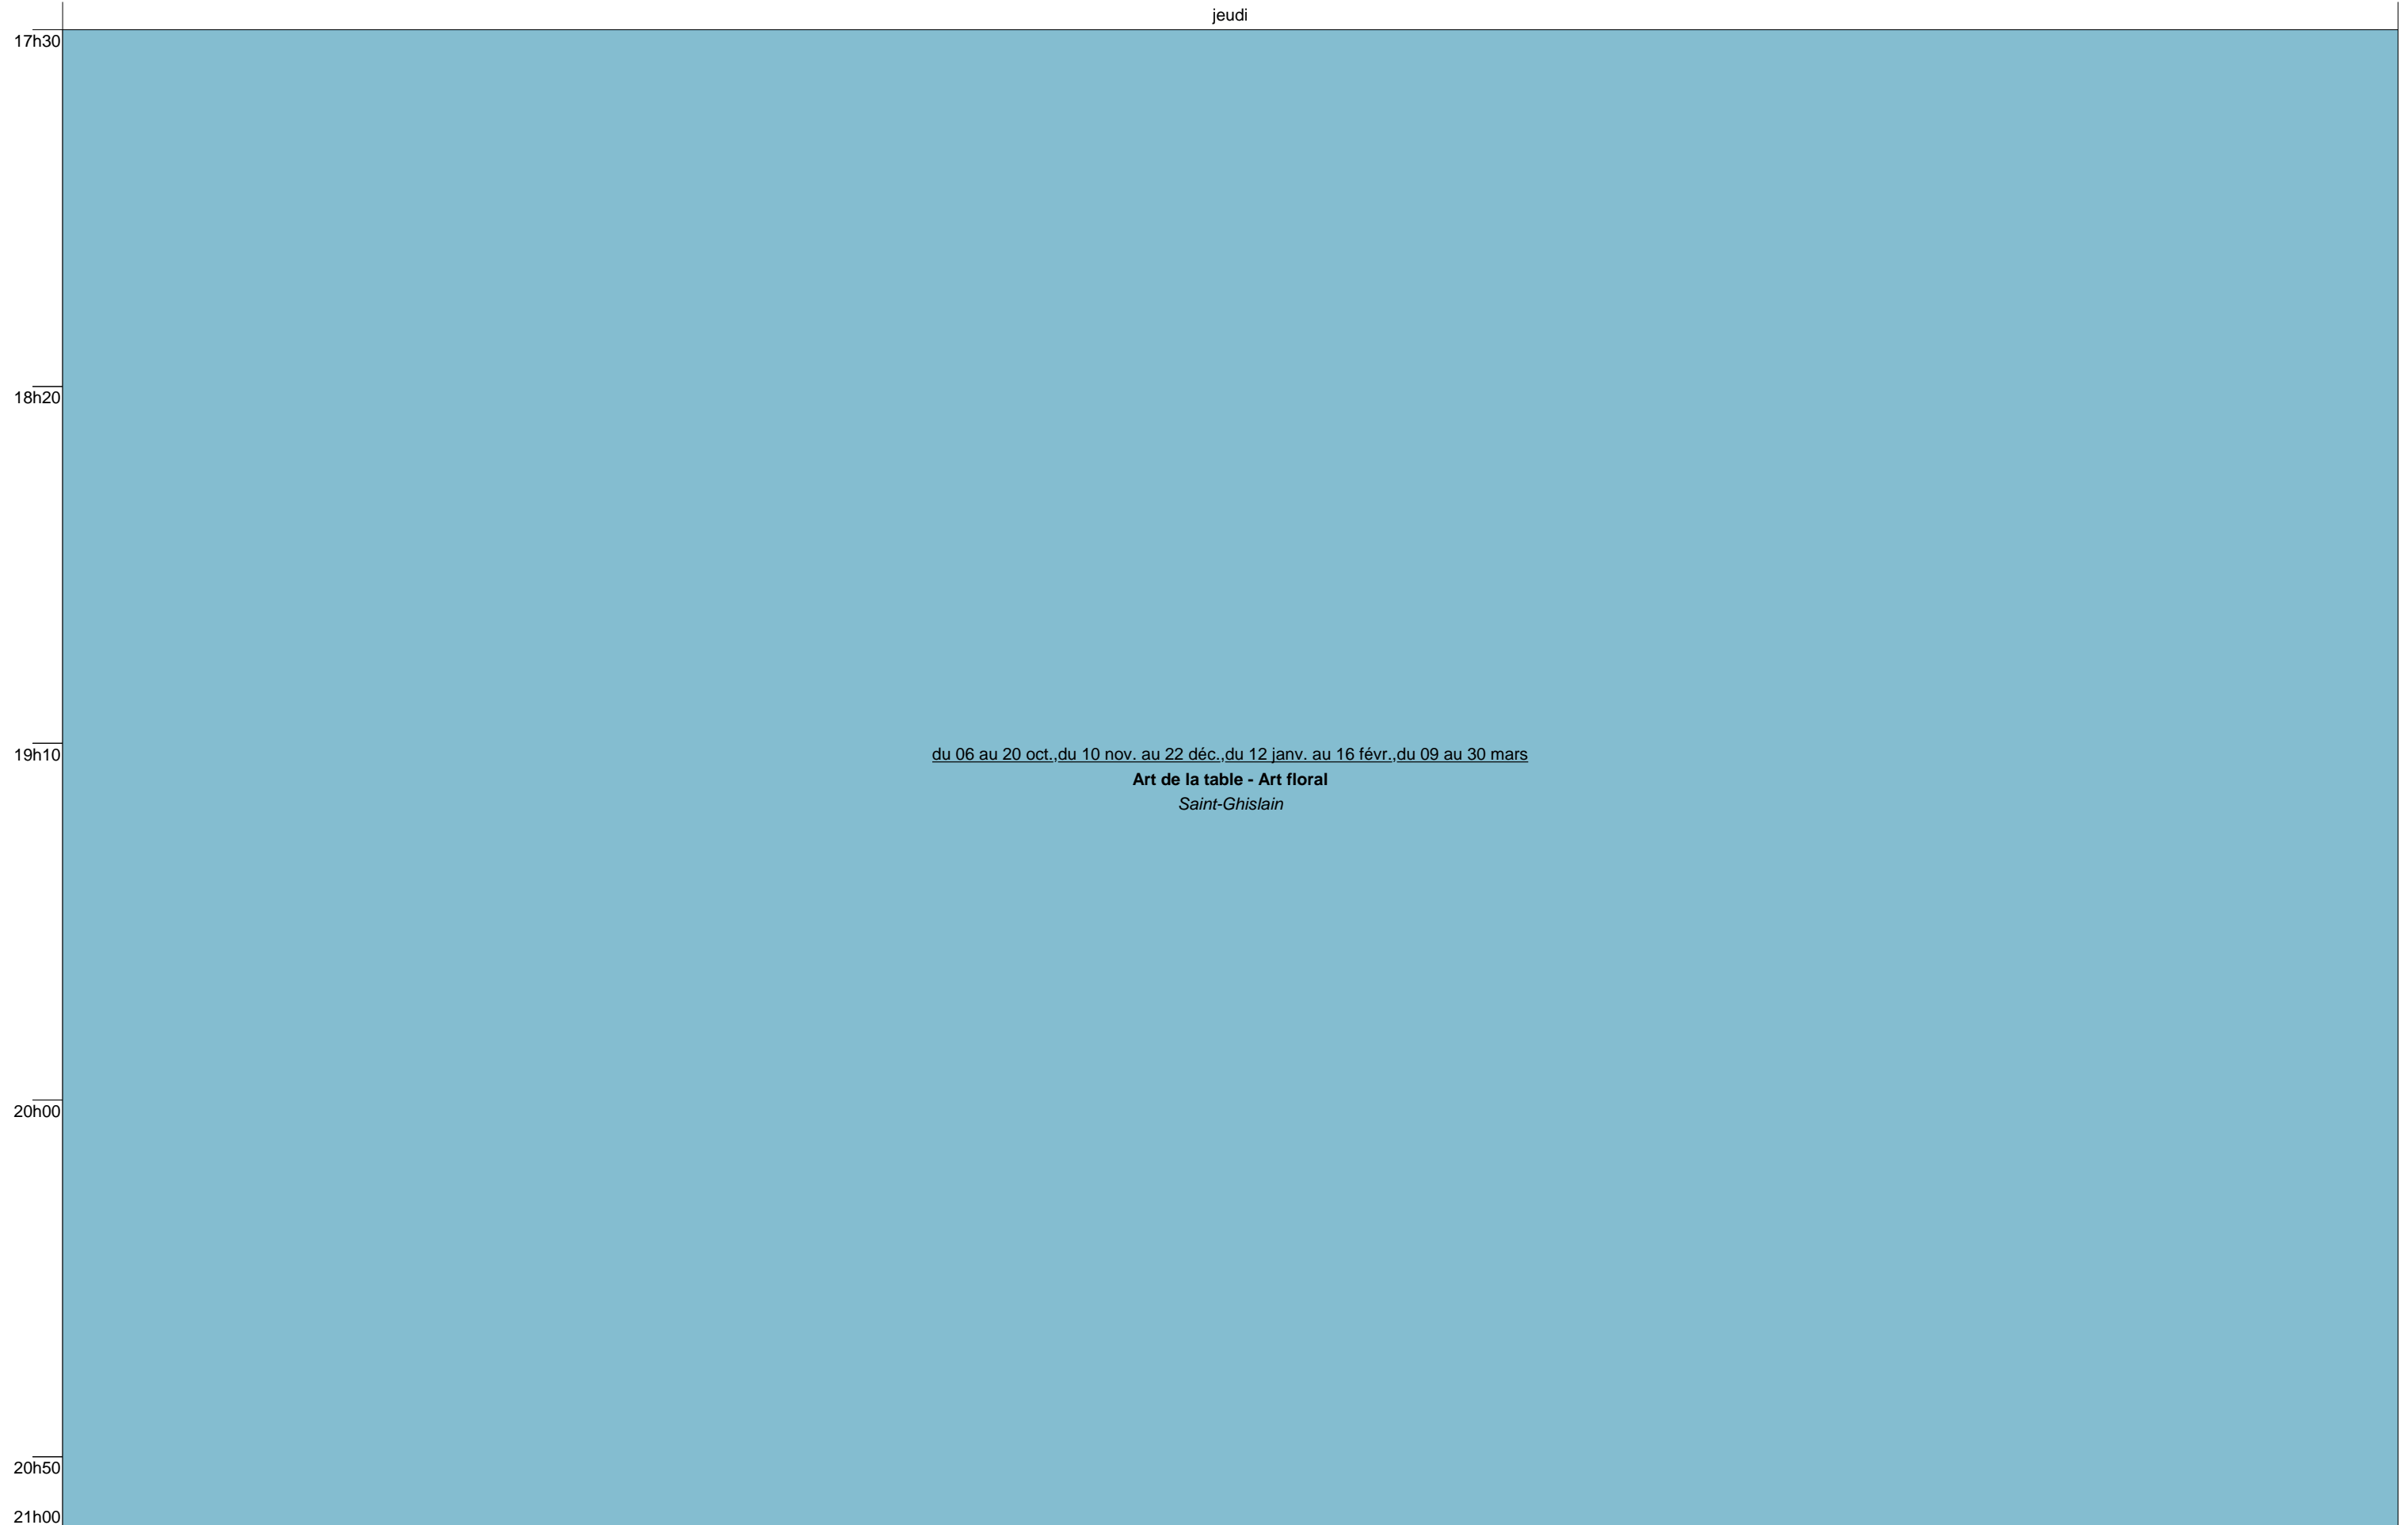 jeudi
17h30
18h20
19h10
du 06 au 20 oct.,du 10 nov. au 22 déc.,du 12 janv. au 16 févr.,du 09 au 30 mars
Art de la table - Art floral
Saint-Ghislain
20h00
20h50
21h00